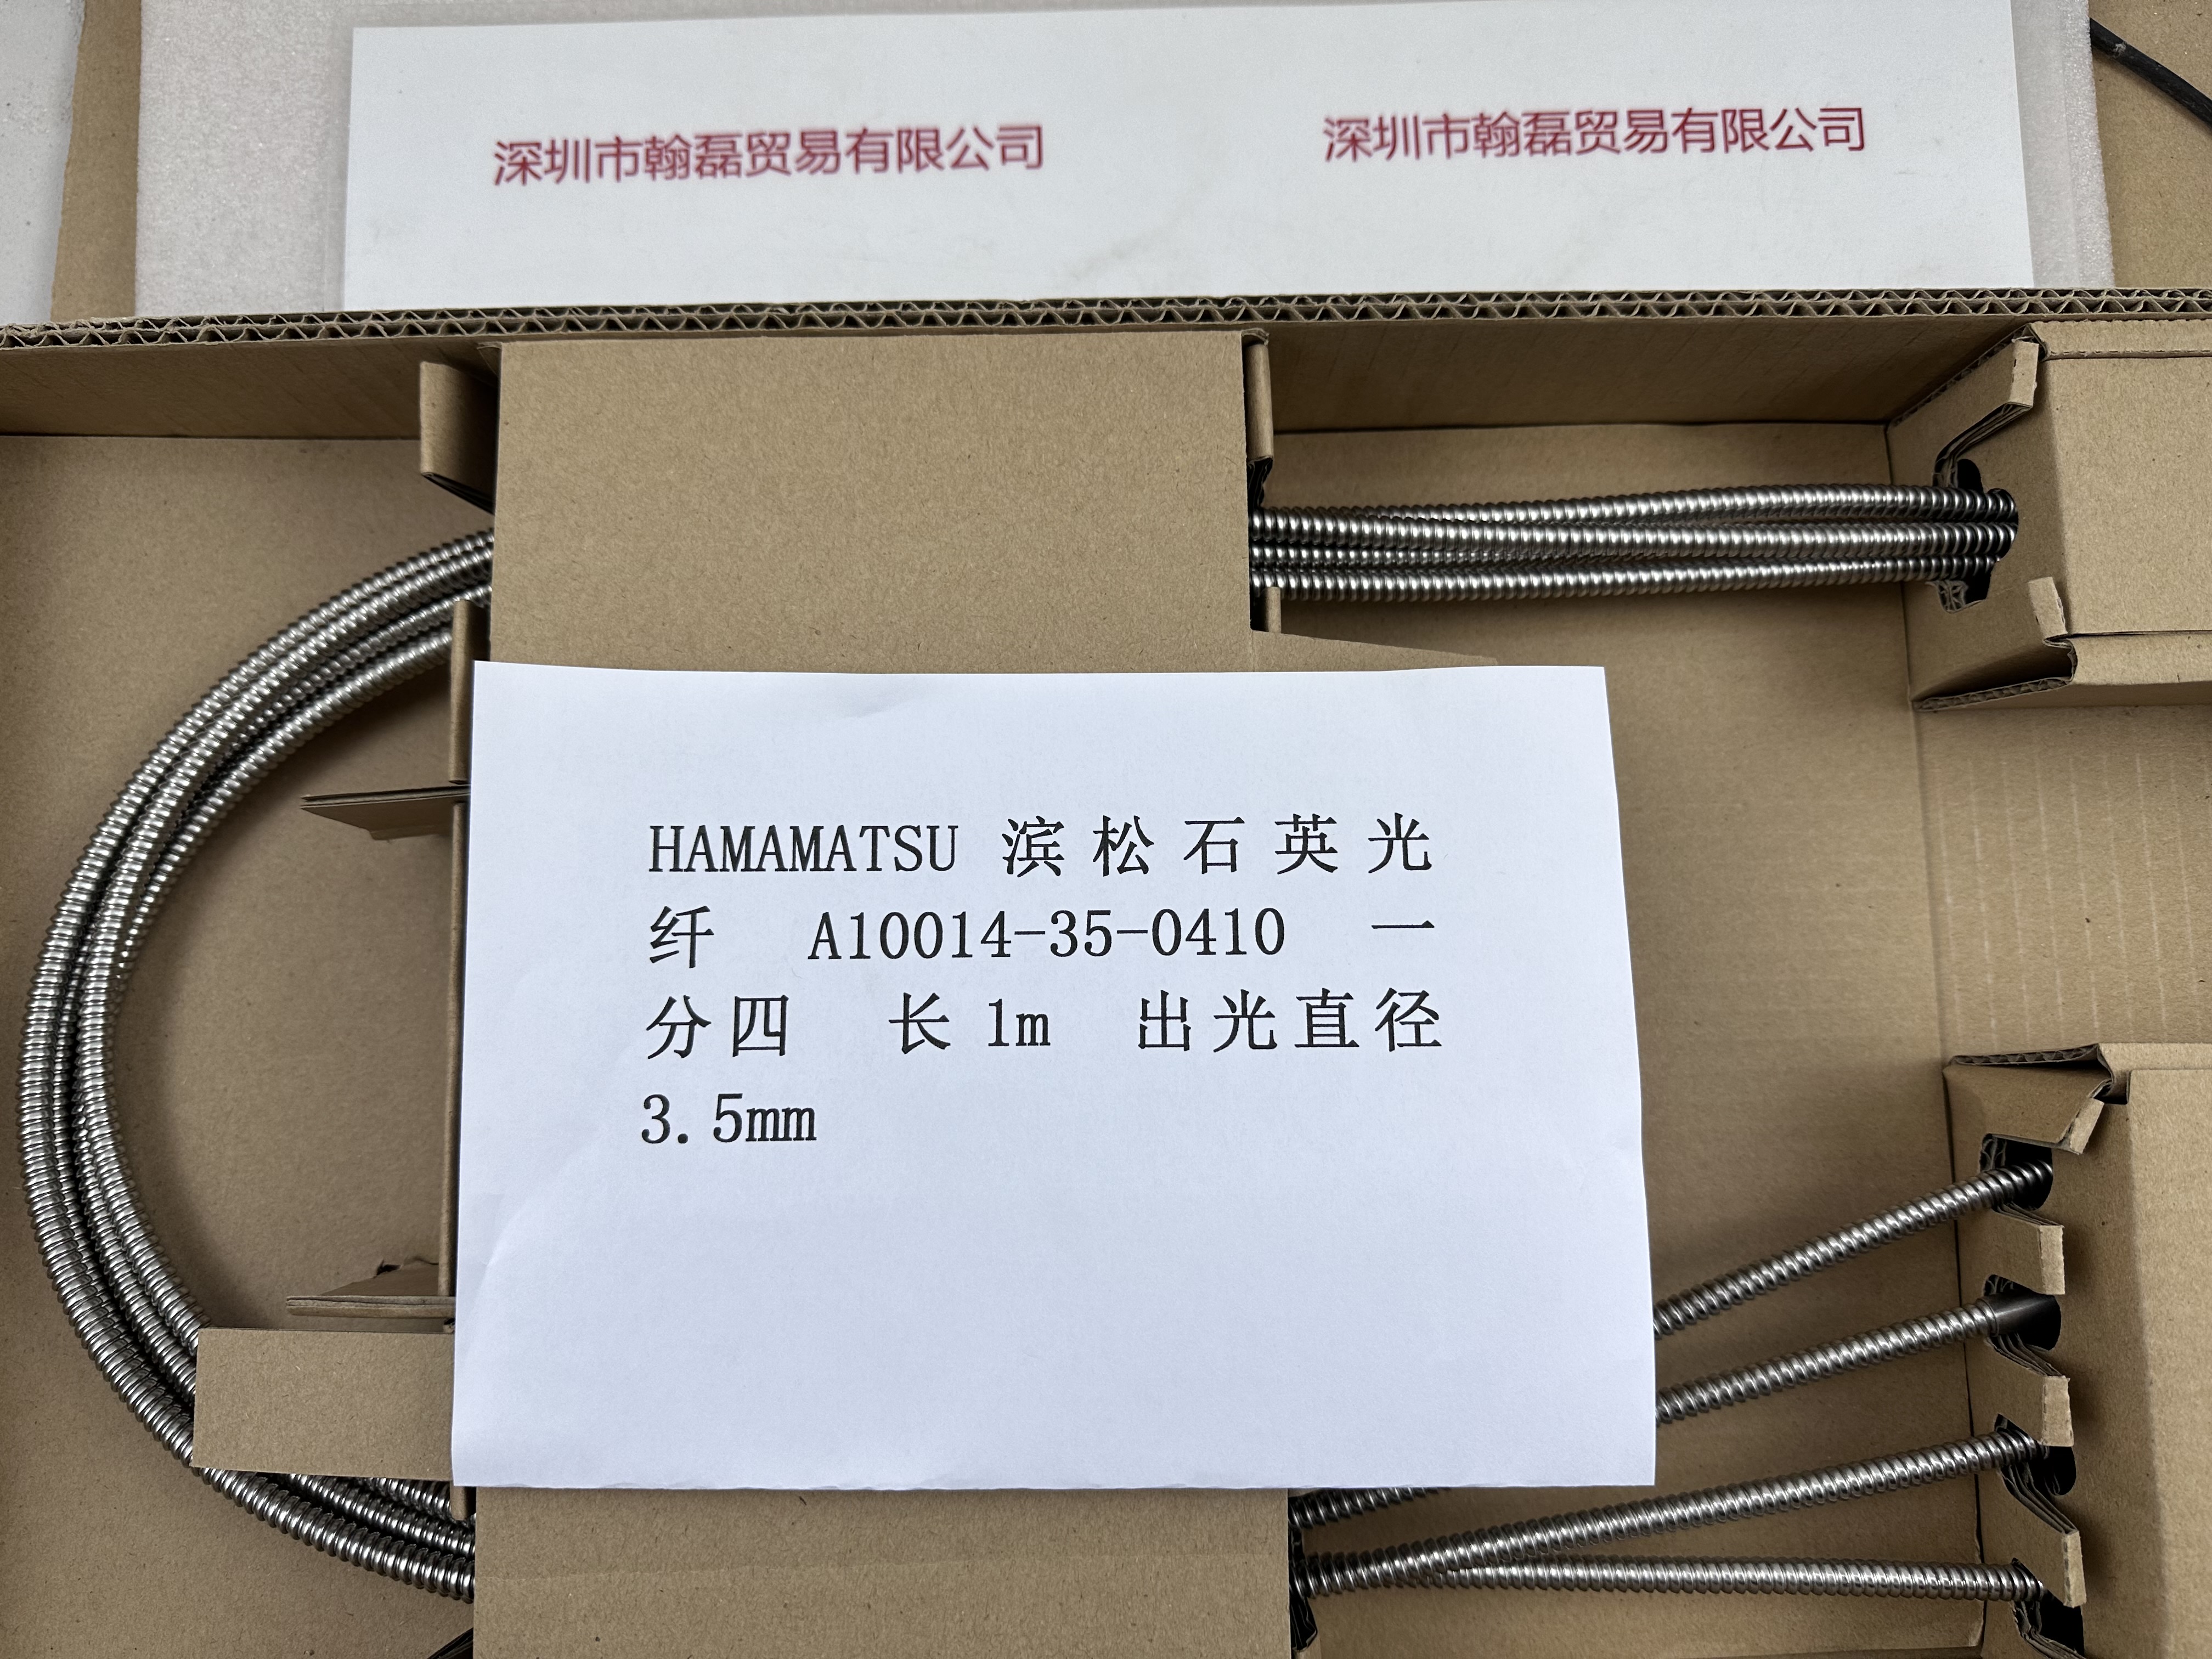 深圳市翰磊贸易有限公司 深圳市翰磊贸易有限公司
HAMAMATSU 滨松石英光
纤 A10014-35-0410 一
分四 长 1m 出光直径
3.5mm